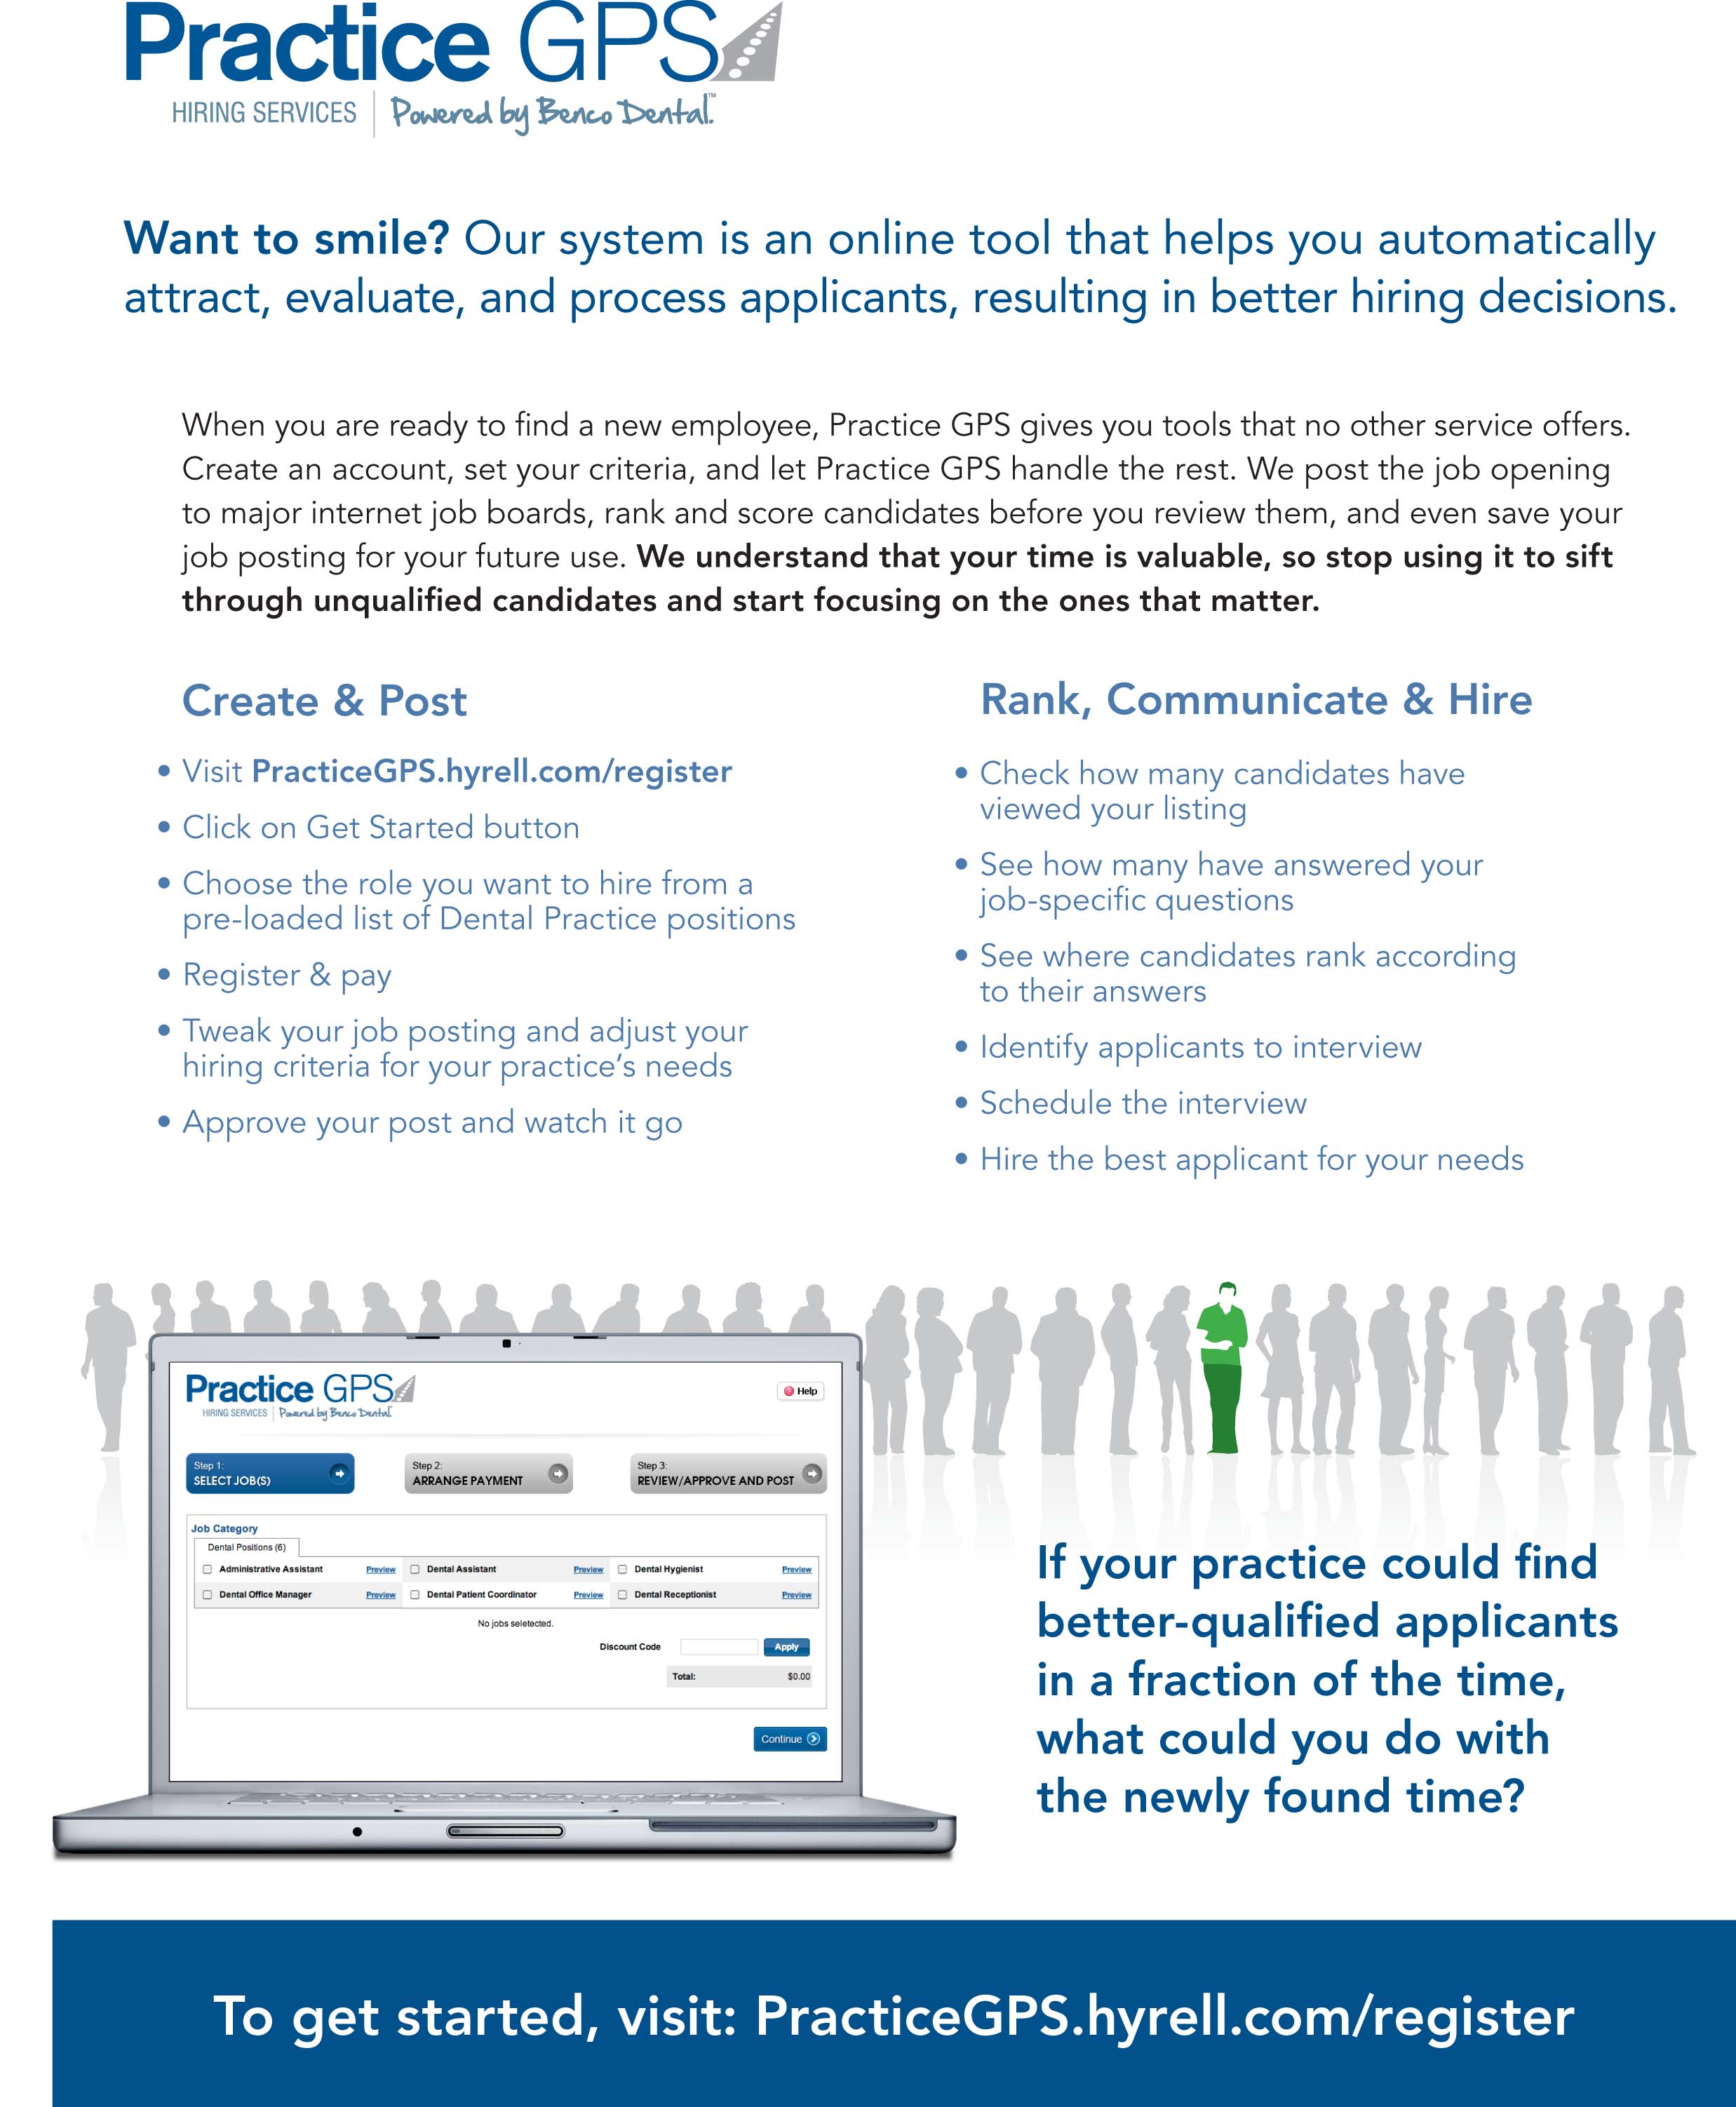 Practice GPS
HIRING SERVICES Powered by Benco Dental.™
Want to smile? Our system is an online tool that helps you automatically
attract, evaluate, and process applicants, resulting in better hiring decisions.
When you are ready to find a new employee, Practice GPS gives you tools that no other service offers.
Create an account, set your criteria, and let Practice GPS handle the rest. We post the job opening
to major internet job boards, rank and score candidates before you review them, and even save your
job posting for your future use. We understand that your time is valuable, so stop using it to sift
through unqualified candidates and start focusing on the ones that matter.
Create & Post
• Visit PracticeGPS.hyrell.com/register
• Click on Get Started button
• Choose the role you want to hire from a
pre-loaded list of Dental Practice positions
• Register & pay
• Tweak your job posting and adjust your
hiring criteria for your practice's needs
• Approve your post and watch it go
Rank, Communicate & Hire
• Check how many candidates have
viewed your listing
• See how many have answered your
job-specific questions
• See where candidates rank according
to their answers
• Identify applicants to interview
• Schedule the interview
• Hire the best applicant for your needs
Practice GPS
HIRING SERVICES Powered by Benco Dental
Help
Step 1:
SELECT JOB(S)
Step 2:
ARRANGE PAYMENT
Step 3:
REVIEW/APPROVE AND POST
Job Category
Dental Positions (6)
Administrative Assistant Preview Dental Assistant Preview Dental Hygienist Preview
Dental Office Manager Preview Dental Patient Coordinator Preview Dental Receptionist Preview
No jobs seletected.
Discount Code Apply
Total: $0.00
Continue
If your practice could find
better-qualified applicants
in a fraction of the time,
what could you do with
the newly found time?
To get started, visit: PracticeGPS.hyrell.com/register